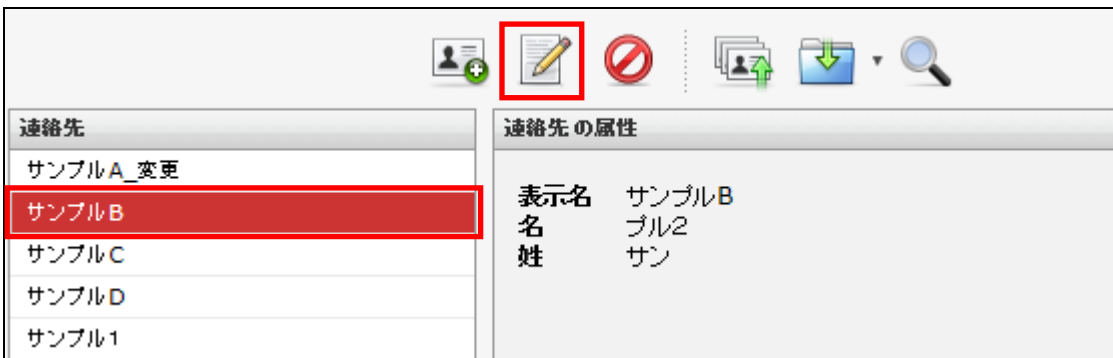 連絡先
サンプルA_変更
サンプルB
サンプルC
サンプルD
サンプル1
連絡先の属性
表示名 サンプルB
名 プル2
姓 サン